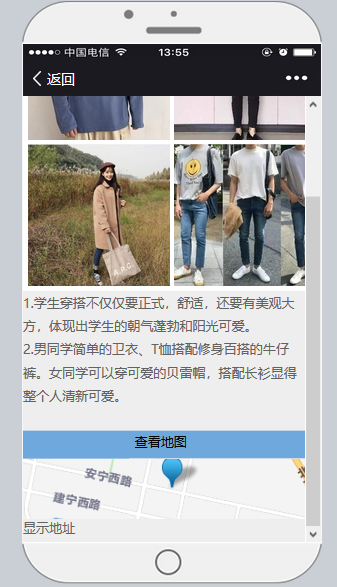 中国电信 13:55
返回
A.P.C
1.学生穿搭不仅仅要正式，舒适，还要有美观大
方，体现出学生的朝气蓬勃和阳光可爱。
2.男同学简单的卫衣、T恤搭配修身百搭的牛仔
裤。女同学可以穿可爱的贝雷帽，搭配长衫显得
整个人清新可爱。
查看地图
安宁西路
建宁西路
显示地址